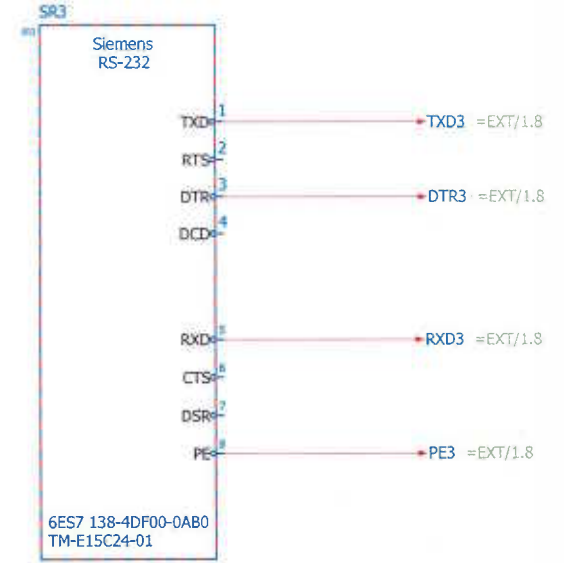 SR3
Siemens
RS-232
TXD 1 TXD3 =EXT/1.8
RTS 2
DTR 3 DTR3 =EXT/1.8
DCD 4
RXD 5 RXD3 =EXT/1.8
CTS 6
DSR 7
PE 8 PE3 =EXT/1.8
6ES7 138-4DF00-0AB0
TM-E15C24-01